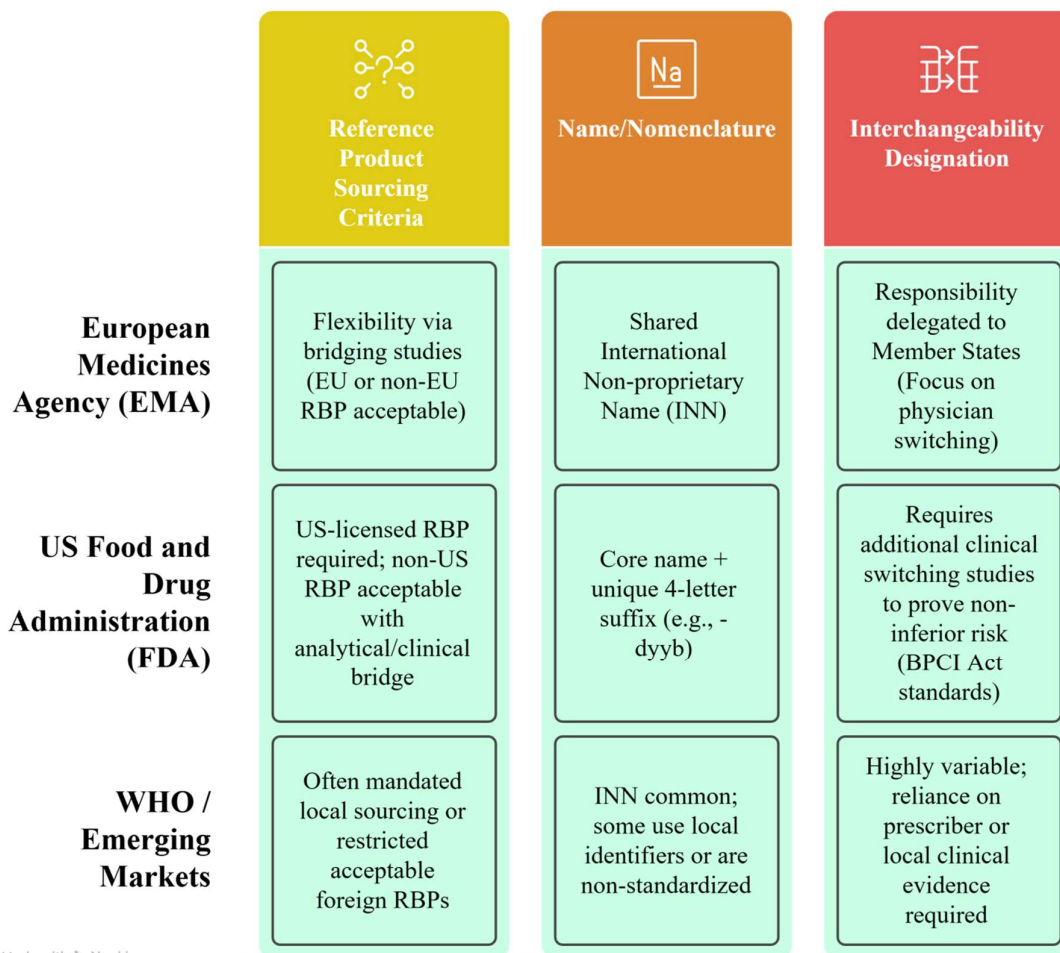 Reference
Product
Sourcing
Criteria
Na
Name/Nomenclature
Interchangeability
Designation
European
Medicines
Agency (EMA)
Flexibility via
bridging studies
(EU or non-EU
RBP acceptable)
Shared
International
Non-proprietary
Name (INN)
Responsibility
delegated to
Member States
(Focus on
physician
switching)
US Food and
Drug
Administration
(FDA)
US-licensed RBP
required; non-US
RBP acceptable
with
analytical/clinical
bridge
Core name +
unique 4-letter
suffix (e.g., -
dyyb)
Requires
additional clinical
switching studies
to prove non-
inferior risk
(BPCI Act
standards)
WHO /
Emerging
Markets
Often mandated
local sourcing or
restricted
acceptable
foreign RBPs
INN common;
some use local
identifiers or are
non-standardized
Highly variable;
reliance on
prescriber or
local clinical
evidence
required